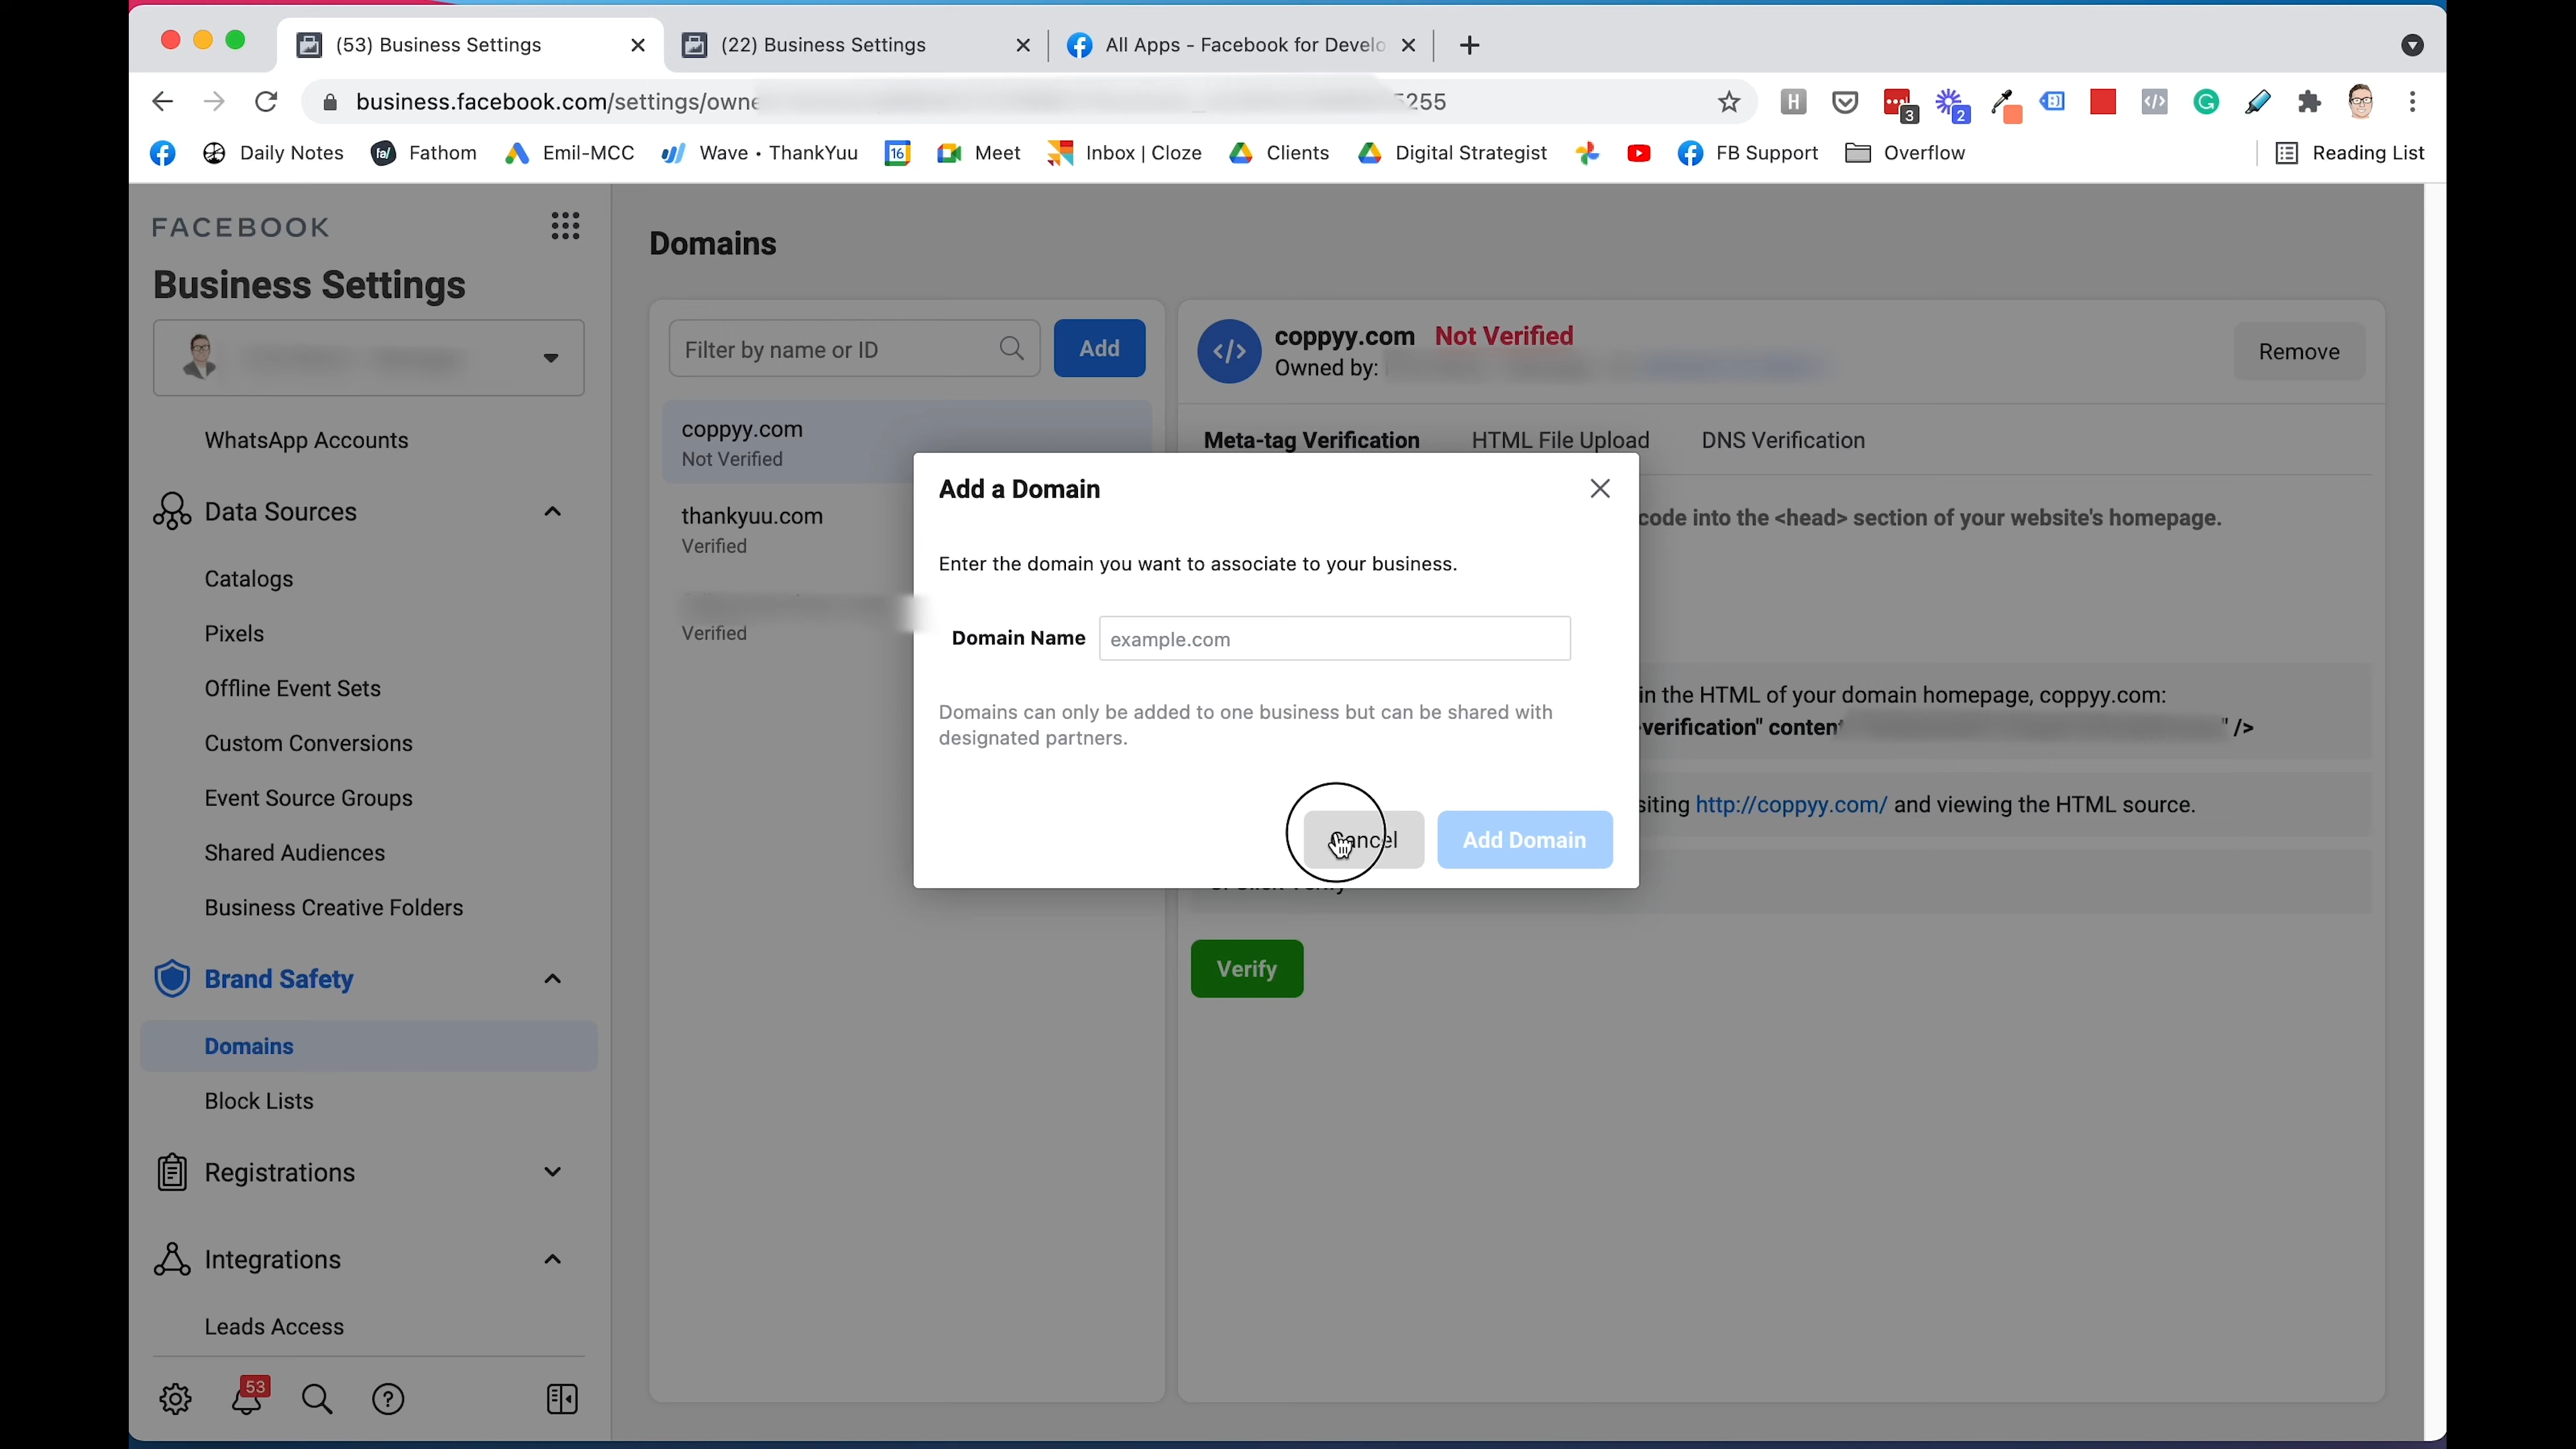 (53) Business Settings
(22) Business Settings
All Apps - Facebook for Develo
business.facebook.com/settings/owne
5255
3
2
Daily Notes
fa/
Fathom
Emil-MCC
Wave • ThankYuu
16
Meet
Inbox | Cloze
Clients
Digital Strategist
FB Support
Overflow
Reading List
FACEBOOK
Business Settings
WhatsApp Accounts
Data Sources
Catalogs
Pixels
Offline Event Sets
Custom Conversions
Event Source Groups
Shared Audiences
Business Creative Folders
Brand Safety
Domains
Block Lists
Registrations
Integrations
Leads Access
53
Domains
Filter by name or ID
Add
coppyy.com
Not Verified
thankyuu.com
Verified
Verified
coppyy.com Not Verified
Owned by:
Remove
Meta-tag Verification
HTML File Upload
DNS Verification
code into the <head> section of your website's homepage.
in the HTML of your domain homepage, coppyy.com:
-verification" content
" />
siting http://coppyy.com/ and viewing the HTML source.
Verify
Add a Domain
Enter the domain you want to associate to your business.
Domain Name
example.com
Domains can only be added to one business but can be shared with
designated partners.
Cancel
Add Domain